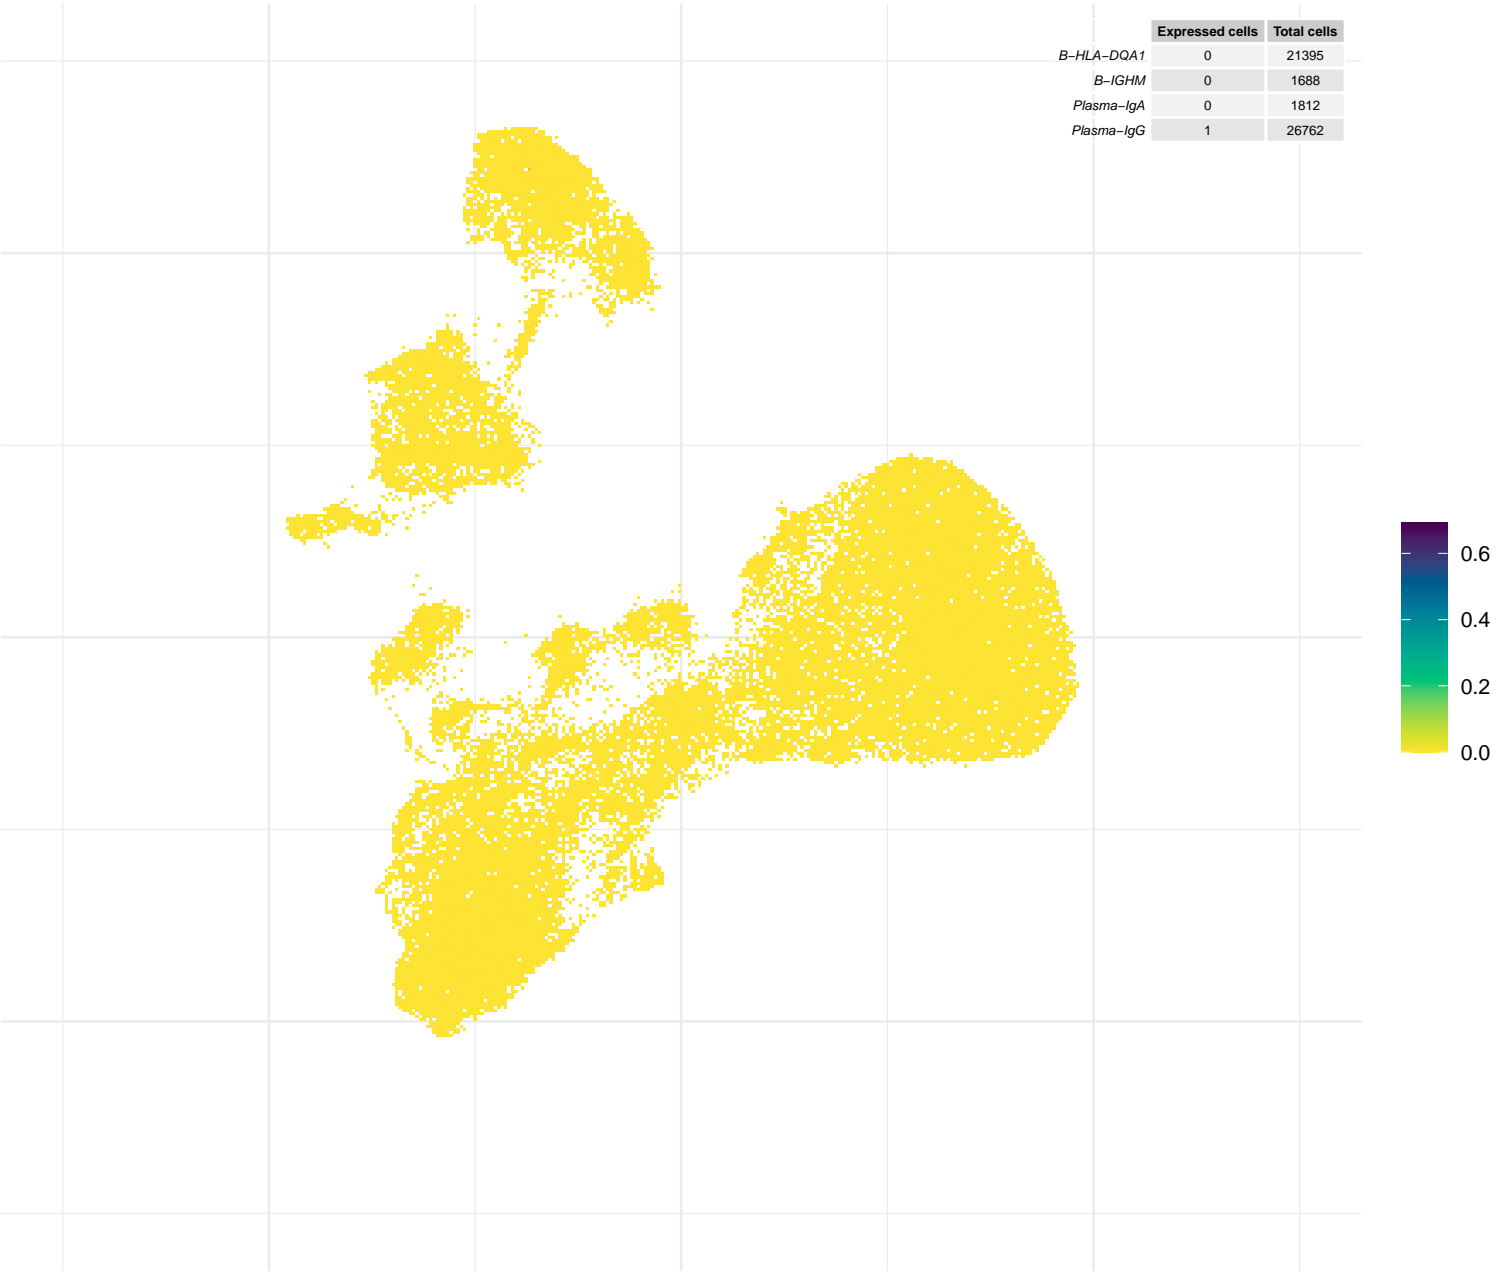 Expressed cells Total cells
B−HLA−DQA1 0 21395
B−IGHM 0 1688
Plasma−IgA 0 1812
Plasma−IgG 1 26762
0.6
0.4
0.2
0.0